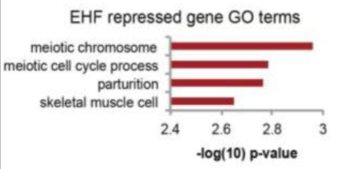 EHF repressed gene GO terms
meiotic chromosome
meiotic cell cycle process
parturition
skeletal muscle cell
2.4 2.6 2.8 3
-log(10) p-value